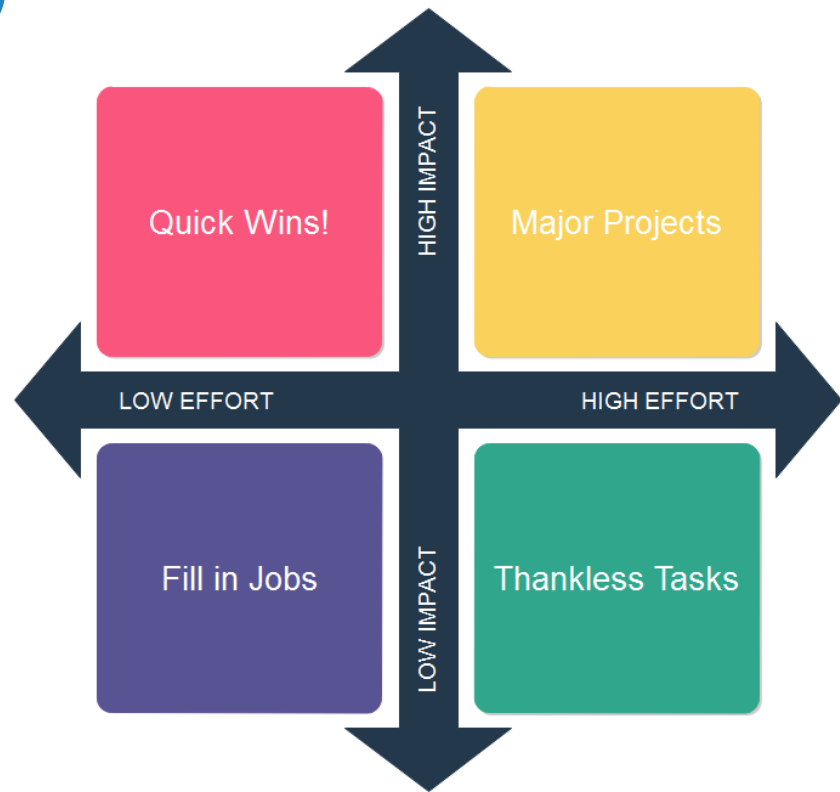 Quick Wins!
HIGH IMPACT
Major Projects
LOW EFFORT
HIGH EFFORT
Fill in Jobs
LOW IMPACT
Thankless Tasks